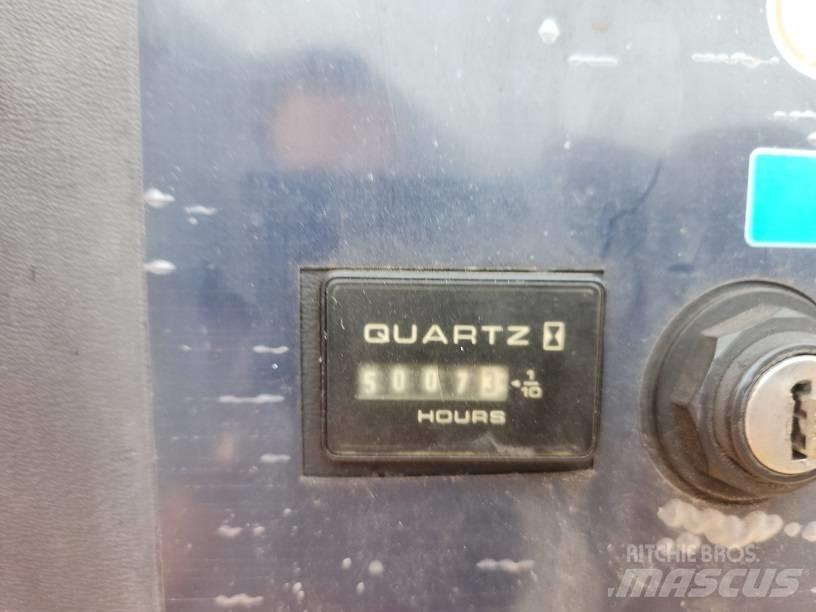 QUARTZ
50073 1/10
HOURS
RITCHIE BROS.
MASCUS